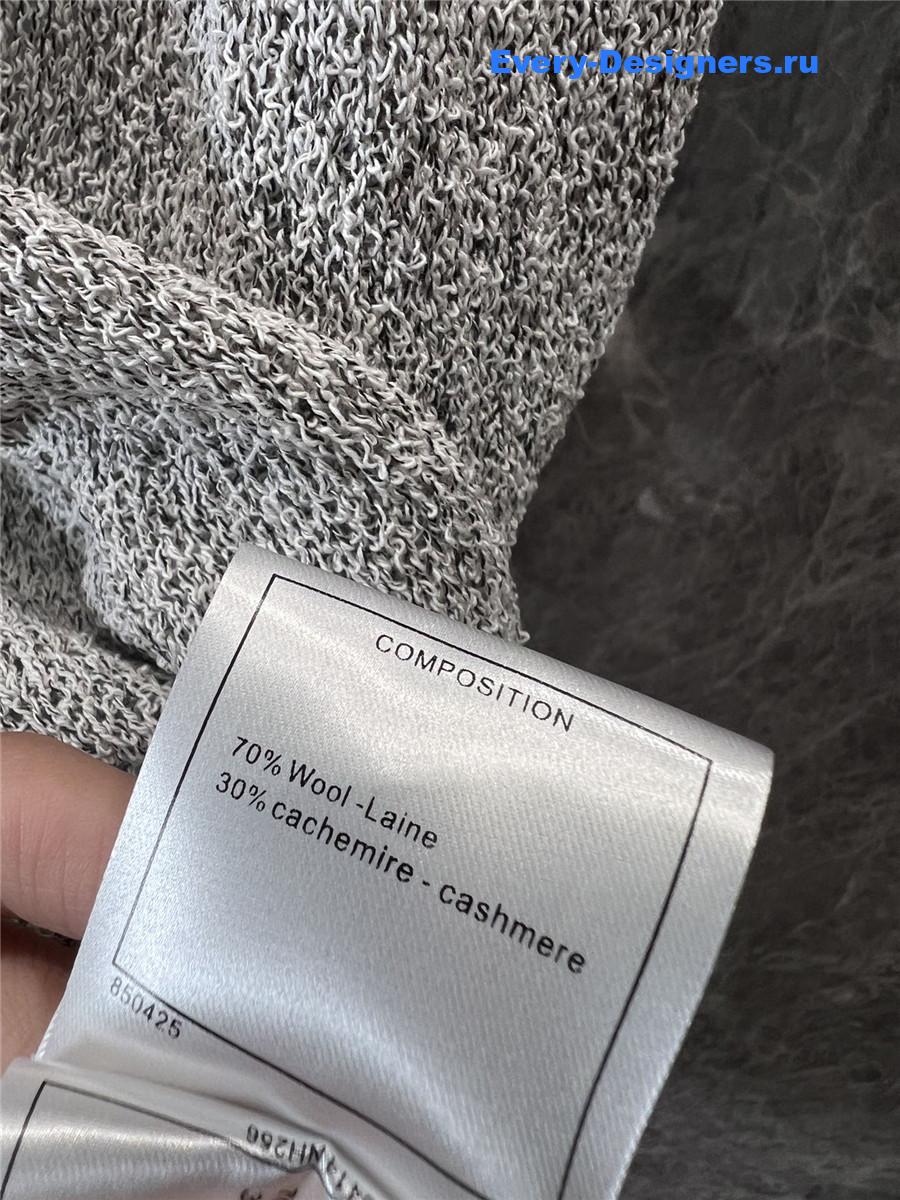 Every-Designers.ru
COMPOSITION
70% Wool -Laine
30% cachemire - cashmere
850425